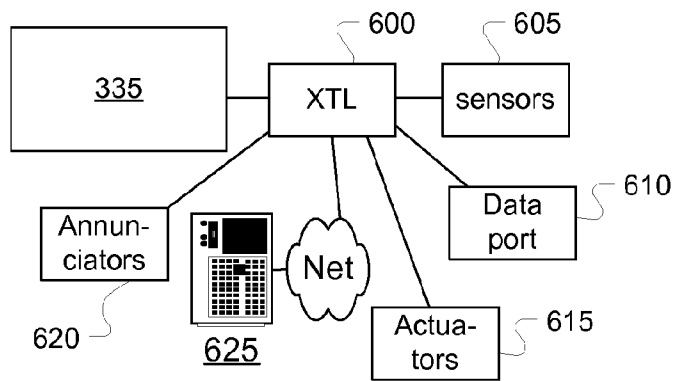 600
605
335
XTL
sensors
610
Data
port
Annun-
ciators
Net
615
Actua-
tors
620
625